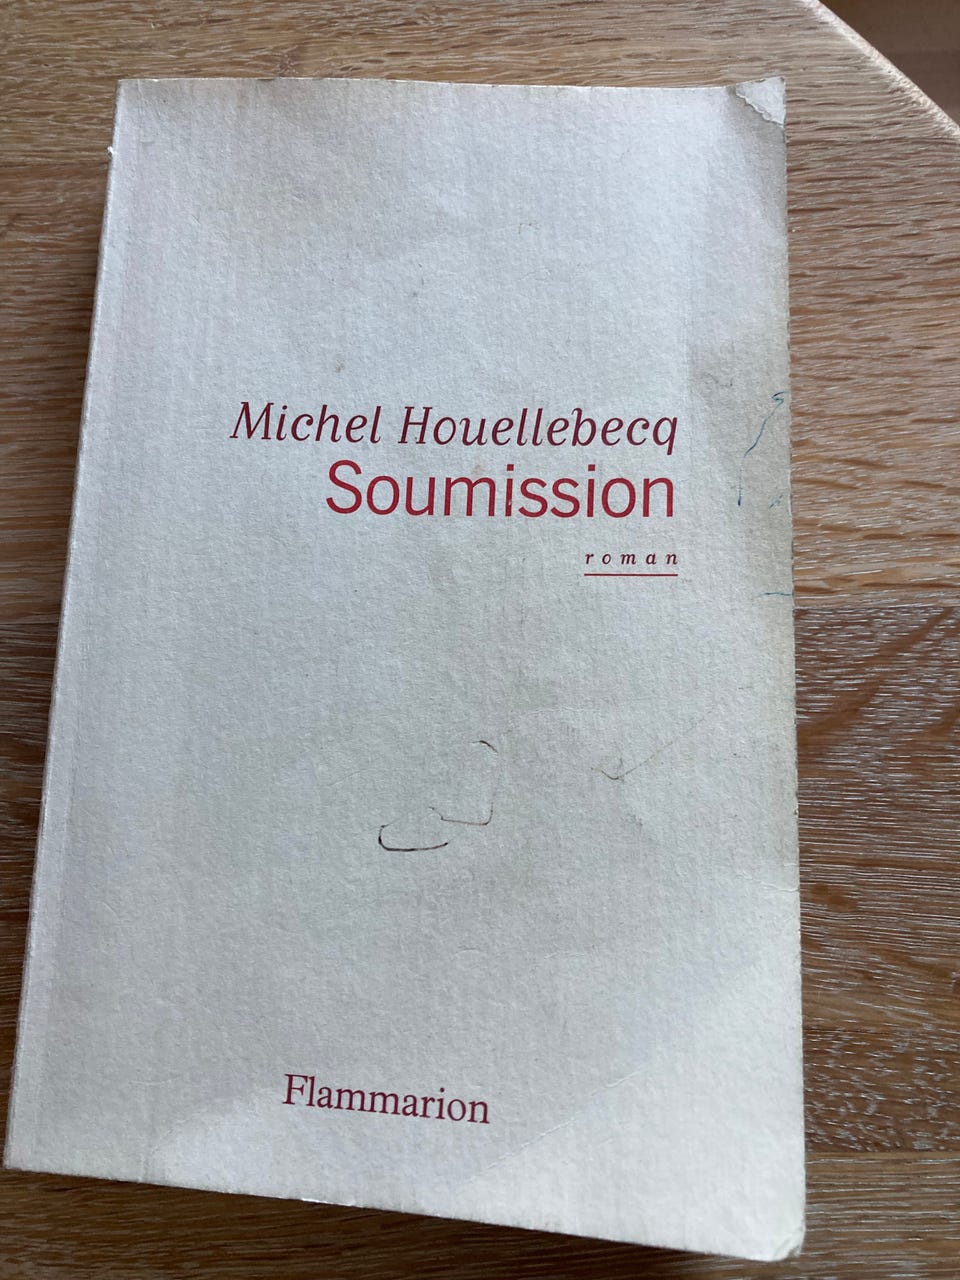 Michel Houellebecq
Soumission
roman
Flammarion